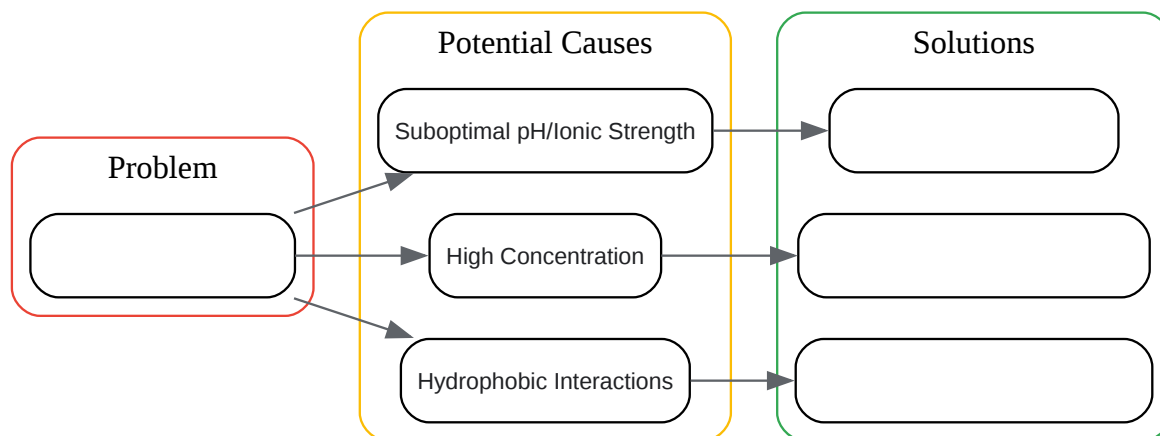 Problem
Potential Causes
Suboptimal pH/Ionic Strength
High Concentration
Hydrophobic Interactions
Solutions